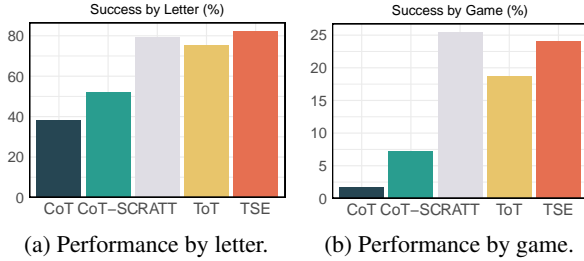 Success by Letter (%)
80
60
40
20
0
CoT CoT-SCRATT ToT TSE
(a) Performance by letter.
Success by Game (%)
25
20
15
10
5
0
CoT CoT-SCRATT ToT TSE
(b) Performance by game.